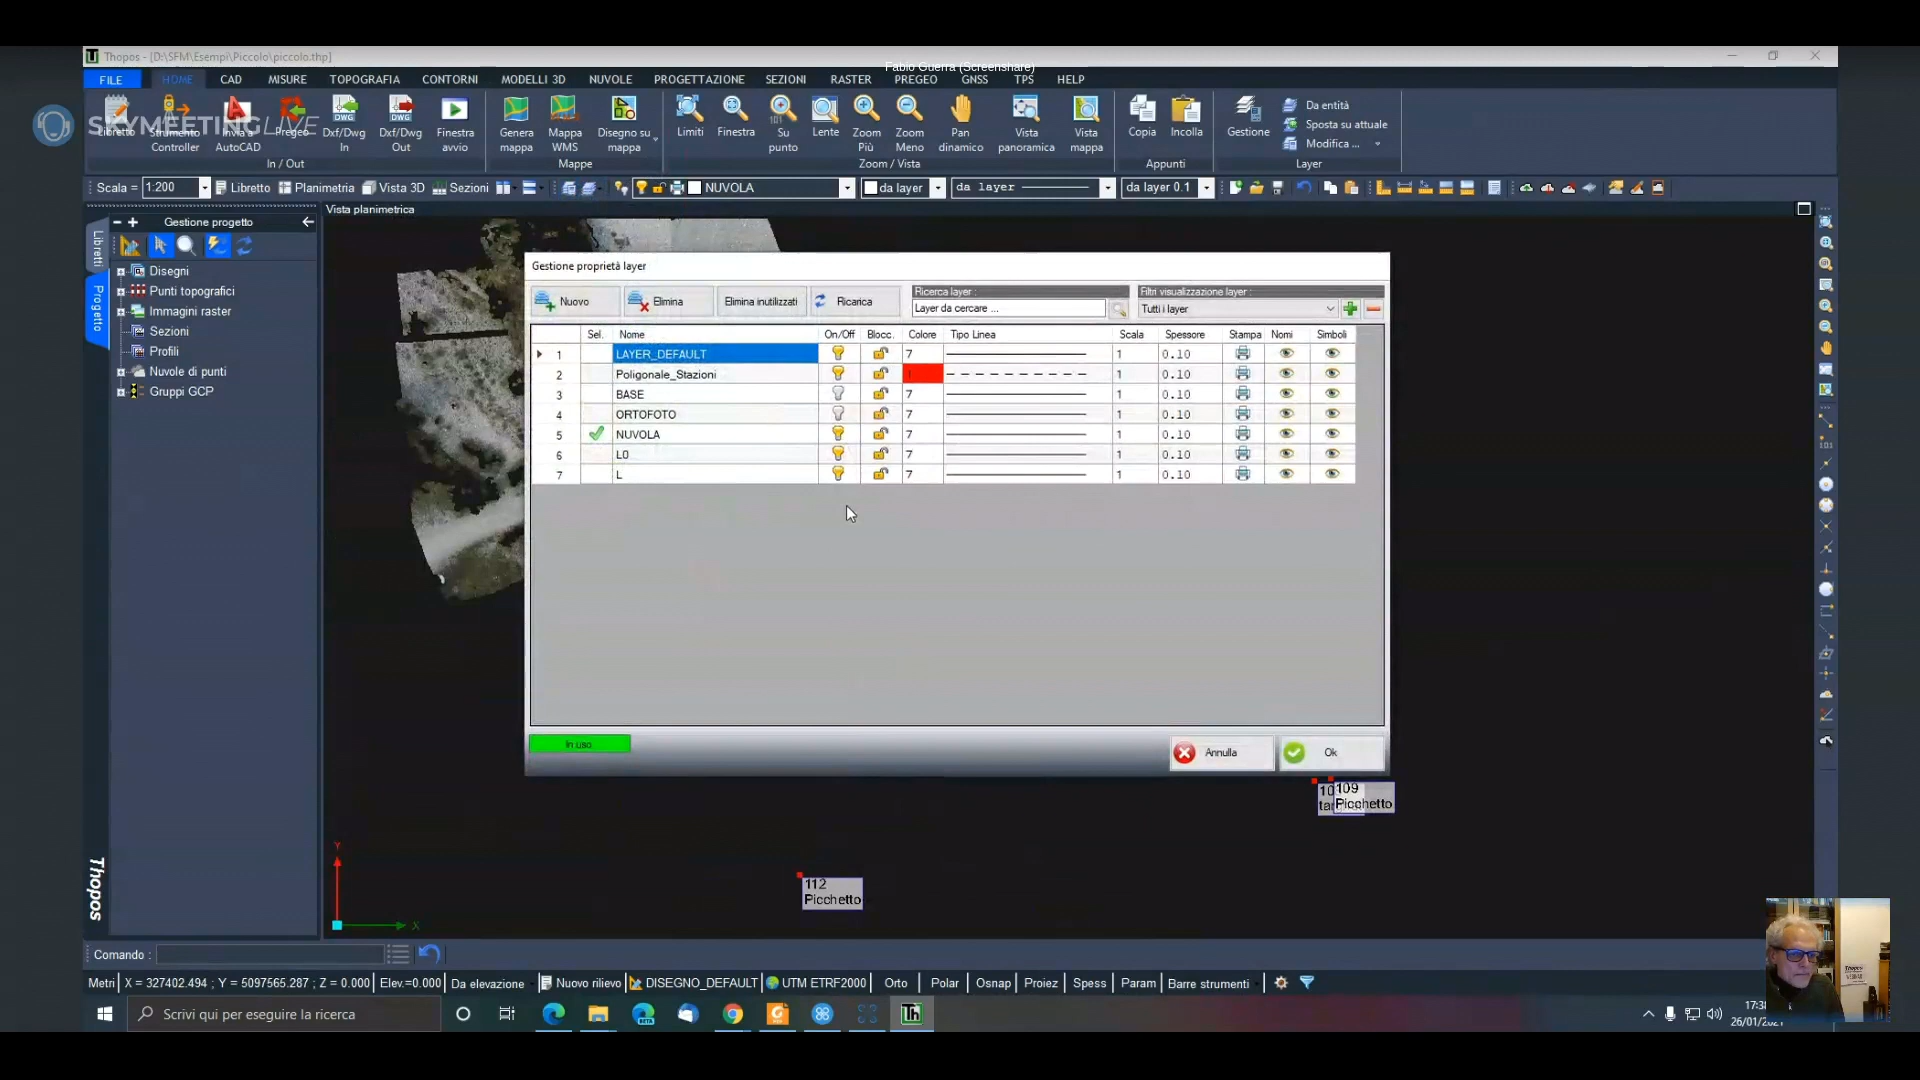 Thopos - [D:\SFM\Esempi\Piccolo\piccolo.thp]
Fabio Guerra (Screenshare)
FILE HOME CAD MISURE TOPOGRAFIA CONTORNI MODELLI 3D NUVOLE PROGETTAZIONE SEZIONI RASTER PREGEO GNSS TPS HELP
SKYMEETINGLIVE
Libretto Strumento Controller Invia a AutoCAD Pregeo Dxf/Dwg In Dxf/Dwg Out Finestra avvio
Genera mappa Mappa WMS Disegno su mappa
Limiti Finestra Su punto Lente Zoom Più Zoom Meno Pan dinamico Vista panoramica Vista mappa
Copia Incolla
Gestione Da entità
Sposta su attuale
Modifica ...
In / Out Mappe Zoom / Vista Appunti Layer
Scala = 1:200 Libretto Planimetria Vista 3D Sezioni NUVOLA da layer da layer da layer 0.1
Vista planimetrica
Libretti
Progetto
Gestione progetto
Disegni
Punti topografici
Immagini raster
Sezioni
Profili
Nuvole di punti
Gruppi GCP
Gestione proprietà layer
Nuovo Elimina Elimina inutilizzati Ricarica
Ricerca layer :
Layer da cercare ...
Filtri visualizzazione layer :
Tutti i layer
Sel. Nome On/Off Blocc. Colore Tipo Linea Scala Spessore Stampa Nomi Simboli
1 LAYER_DEFAULT 7 1 0.10
2 Poligonale_Stazioni 1 0.10
3 BASE 7 1 0.10
4 ORTOFOTO 7 1 0.10
5 NUVOLA 7 1 0.10
6 L0 7 1 0.10
7 L 7 1 0.10
In uso
Annulla Ok
109
Picchetto
112
Picchetto
Y
X
Thopos
Comando :
Metri X = 327402.494 ; Y = 5097565.287 ; Z = 0.000 Elev.=0.000 Da elevazione Nuovo rilievo DISEGNO_DEFAULT UTM ETRF2000 Orto Polar Osnap Proiez Spess Param Barre strumenti
Scrivi qui per eseguire la ricerca
Th